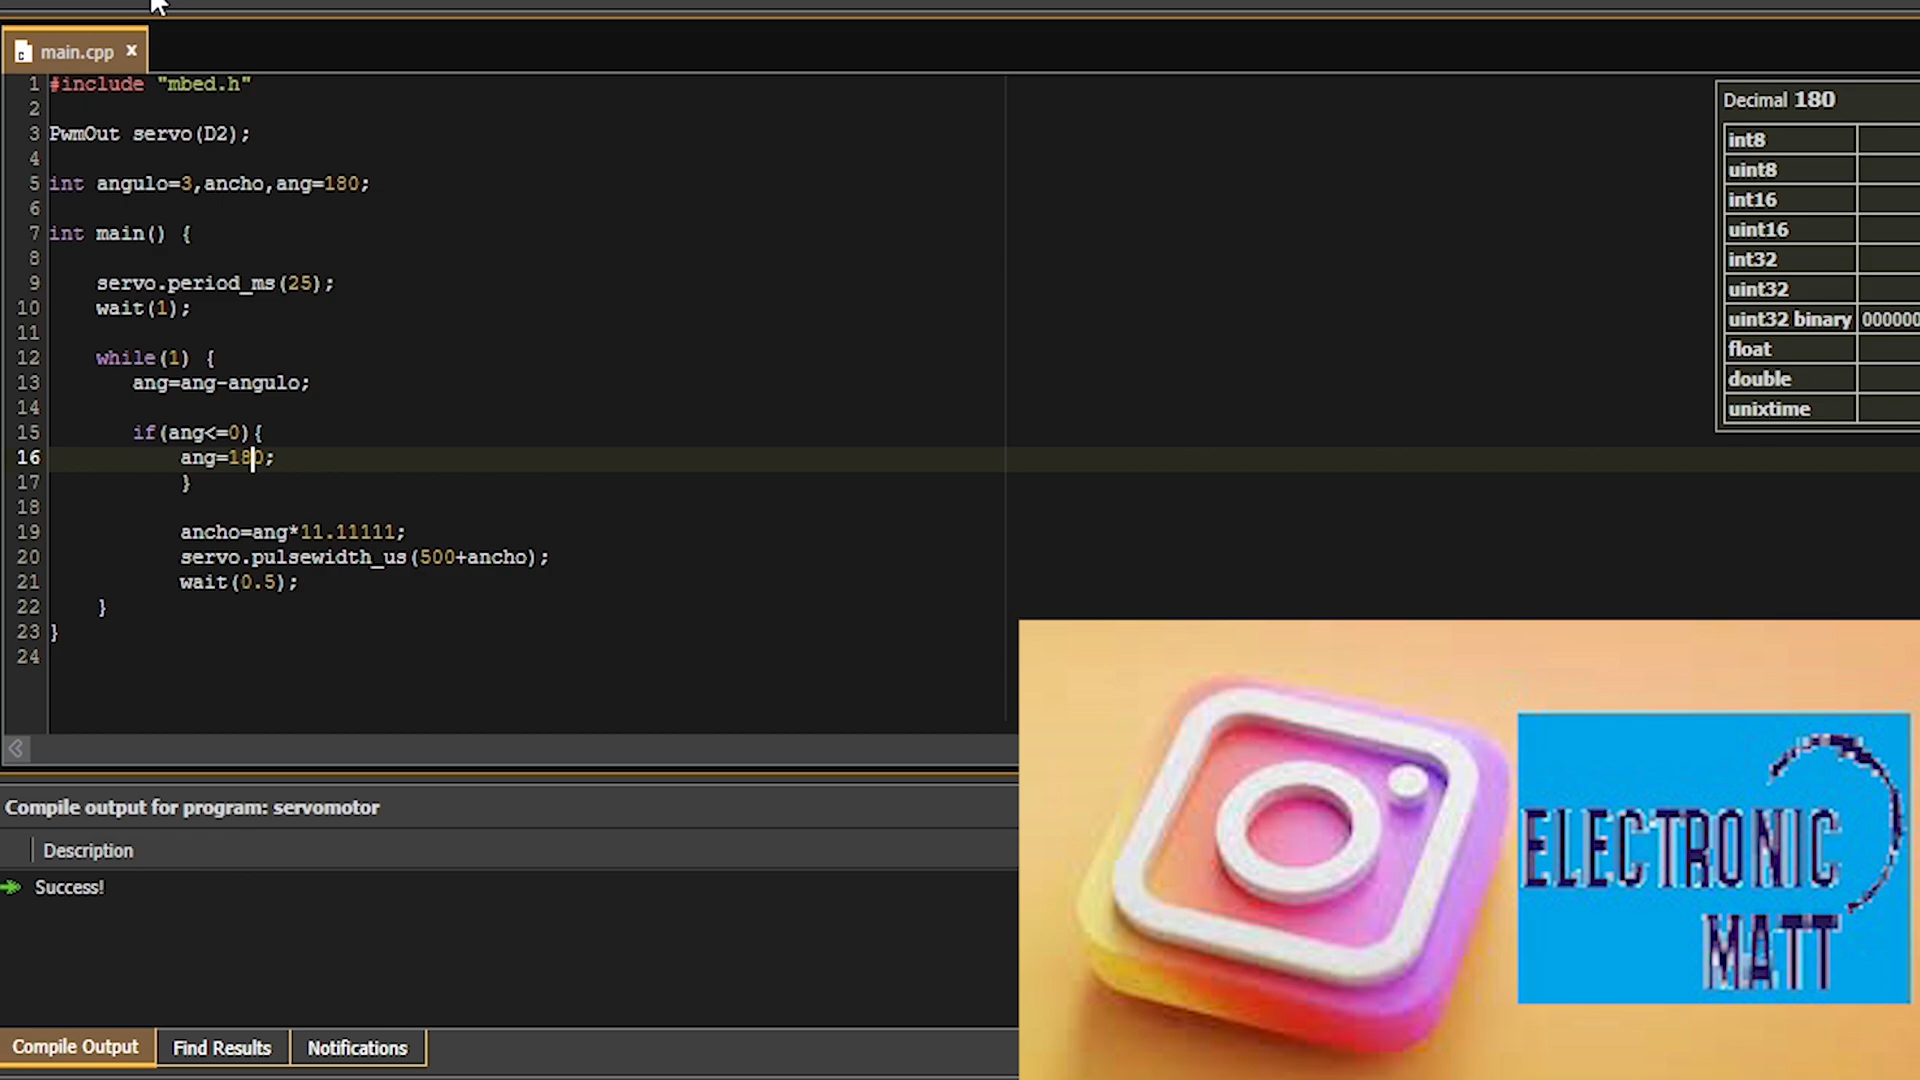 main.cpp x
1 #include "mbed.h"
2
3 PwmOut servo(D2);
4
5 int angulo=3,ancho,ang=180;
6
7 int main() {
8
9 servo.period_ms(25);
10 wait(1);
11
12 while(1) {
13 ang=ang-angulo;
14
15 if(ang<=0){
16 ang=180;
17 }
18
19 ancho=ang*11.11111;
20 servo.pulsewidth_us(500+ancho);
21 wait(0.5);
22 }
23 }
24
Decimal 180
int8
uint8
int16
uint16
int32
uint32
uint32 binary 000000
float
double
unixtime
Compile output for program: servomotor
Description
Success!
Compile Output Find Results Notifications
ELECTRONIC
MATT